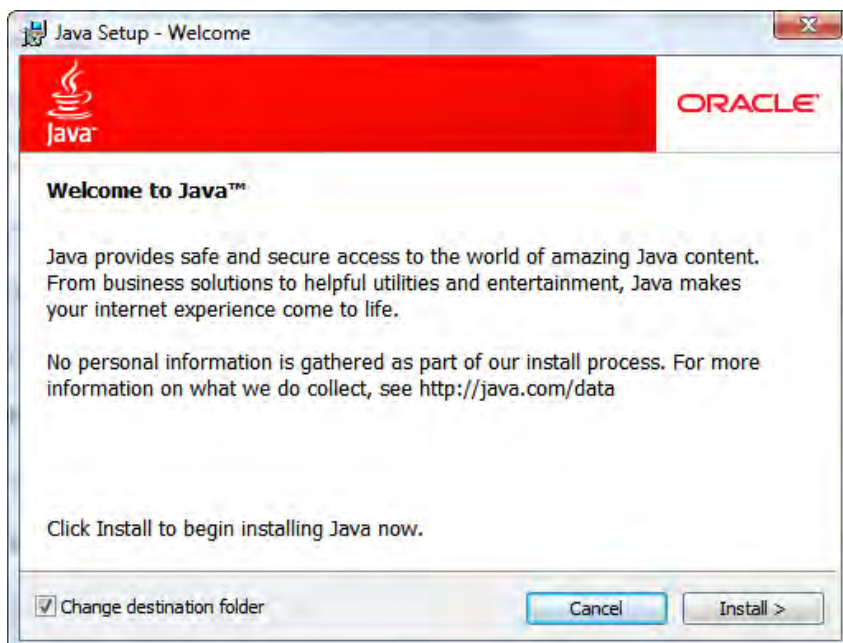 Java Setup - Welcome
Java™
ORACLE®
Welcome to Java™
Java provides safe and secure access to the world of amazing Java content.
From business solutions to helpful utilities and entertainment, Java makes
your internet experience come to life.
No personal information is gathered as part of our install process. For more
information on what we do collect, see http://java.com/data
Click Install to begin installing Java now.
Change destination folder
Cancel
Install >